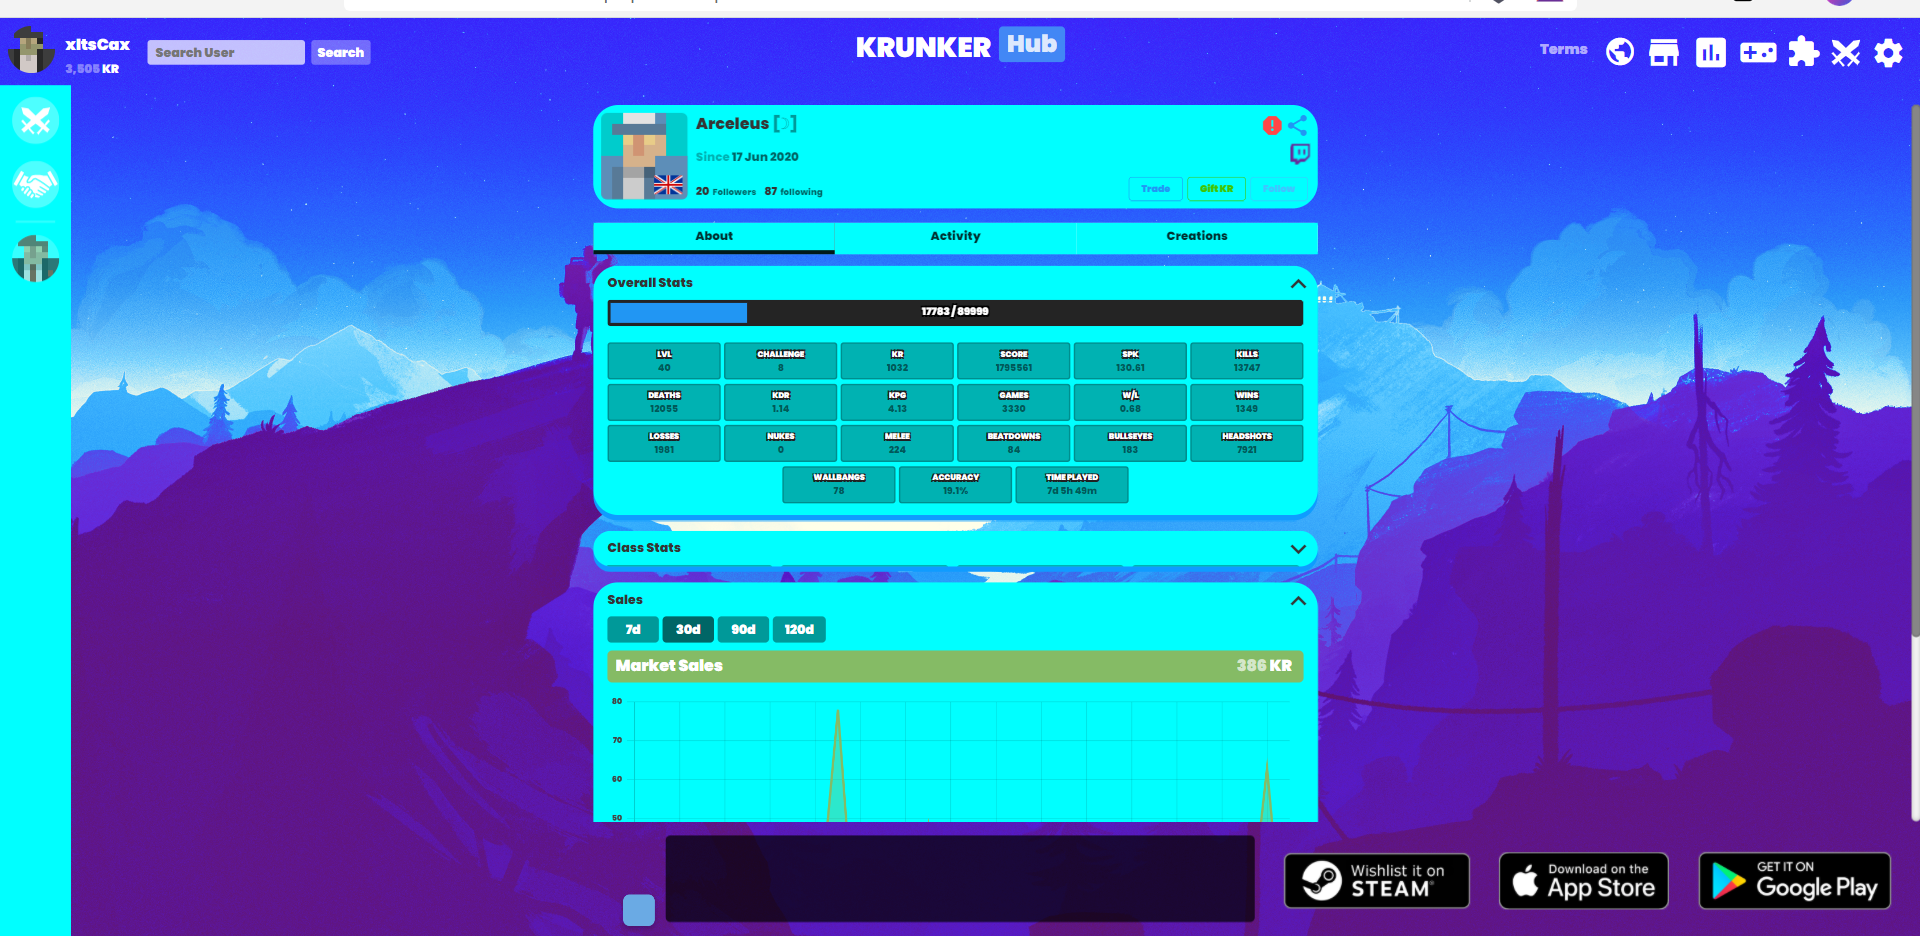 xItsCax
3,505 KR
Search User
Search
KRUNKER Hub
Terms
Arceleus
Since 17 Jun 2020
20 Followers 87 following
Trade
Gift KR
Follow
About
Activity
Creations
Overall Stats
17783 / 89999
LVL
40
CHALLENGE
8
KR
1032
SCORE
1795561
SPK
130.61
KILLS
13747
DEATHS
12055
KDR
1.14
KPG
4.13
GAMES
3330
W/L
0.68
WINS
1349
LOSSES
1981
NUKES
0
MELEE
224
BEATDOWNS
84
BULLSEYES
183
HEADSHOTS
7921
WALLBANGS
78
ACCURACY
19.1%
TIME PLAYED
7d 5h 49m
Class Stats
Sales
7d
30d
90d
120d
Market Sales
386 KR
80
70
60
50
Wishlist it on
STEAM
Download on the
App Store
GET IT ON
Google Play